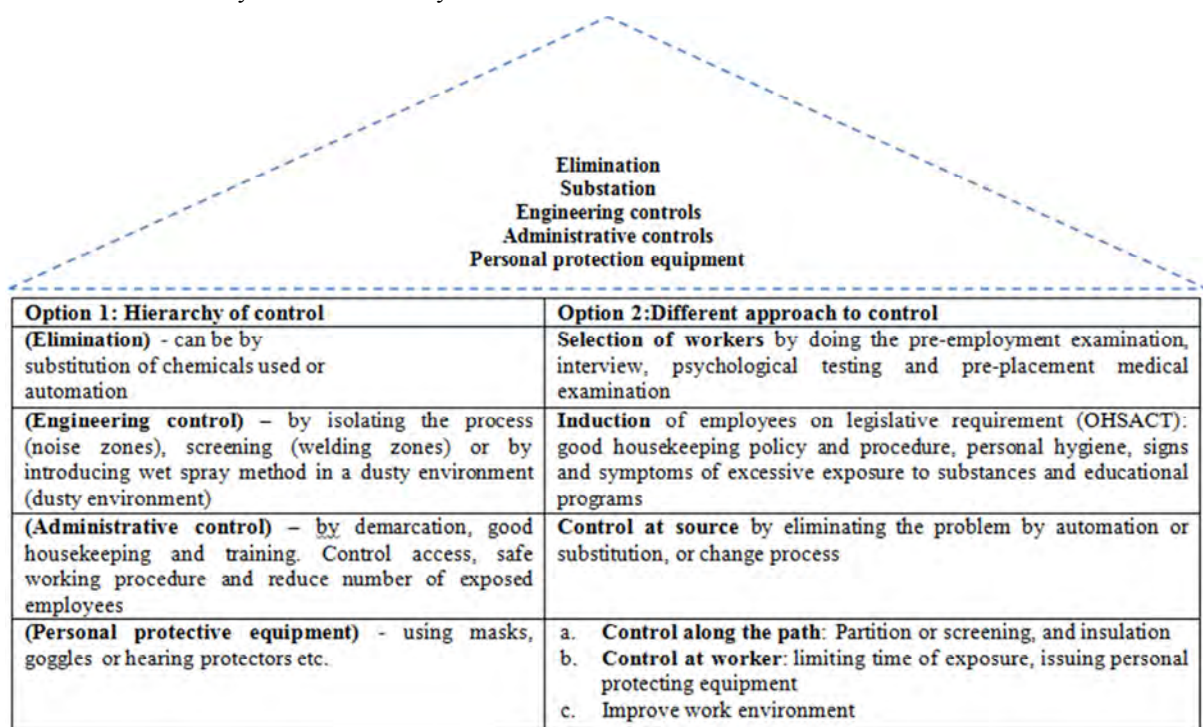 Elimination
Substation
Engineering controls
Administrative controls
Personal protection equipment
Option 1: Hierarchy of control
Option 2:Different approach to control
(Elimination) - can be by
substitution of chemicals used or
automation
Selection of workers by doing the pre-employment examination,
interview, psychological testing and pre-placement medical
examination
(Engineering control) – by isolating the process
(noise zones), screening (welding zones) or by
introducing wet spray method in a dusty environment
(dusty environment)
Induction of employees on legislative requirement (OHSACT):
good housekeeping policy and procedure, personal hygiene, signs
and symptoms of excessive exposure to substances and educational
programs
(Administrative control) – by demarcation, good
housekeeping and training. Control access, safe
working procedure and reduce number of exposed
employees
Control at source by eliminating the problem by automation or
substitution, or change process
(Personal protective equipment) - using masks,
goggles or hearing protectors etc.
a. Control along the path: Partition or screening, and insulation
b. Control at worker: limiting time of exposure, issuing personal
protecting equipment
c. Improve work environment